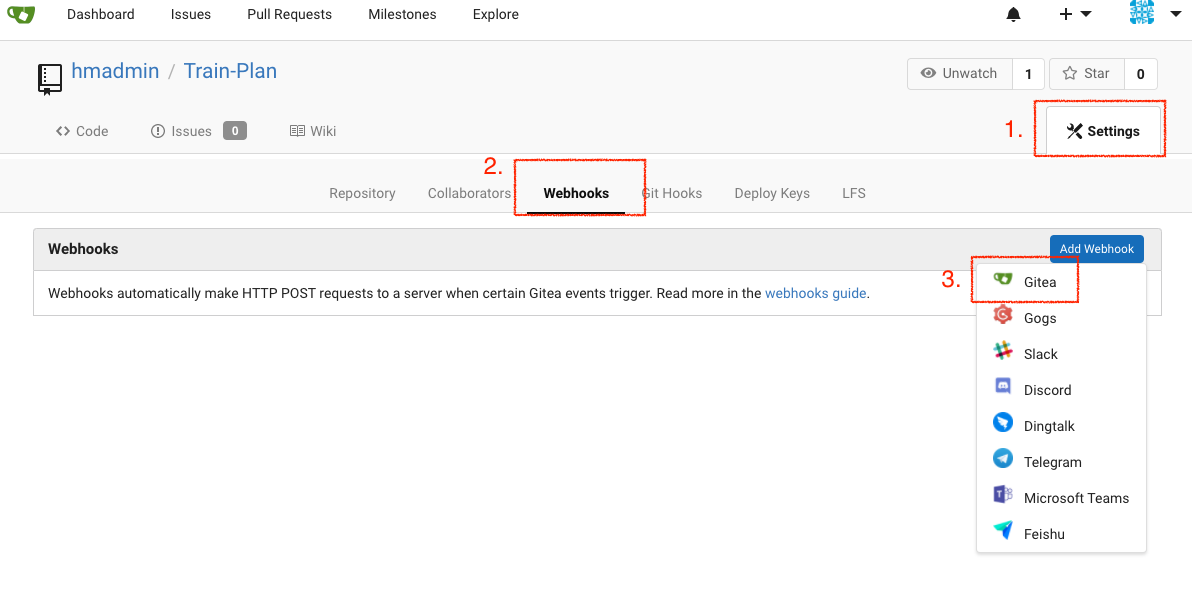 Dashboard Issues Pull Requests Milestones Explore
hmadmin / Train-Plan
Unwatch 1 Star 0
Code Issues 0 Wiki
1. Settings
2.
Repository Collaborators Webhooks Git Hooks Deploy Keys LFS
Webhooks
Add Webhook
Webhooks automatically make HTTP POST requests to a server when certain Gitea events trigger. Read more in the webhooks guide.
3. Gitea
Gogs
Slack
Discord
Dingtalk
Telegram
Microsoft Teams
Feishu